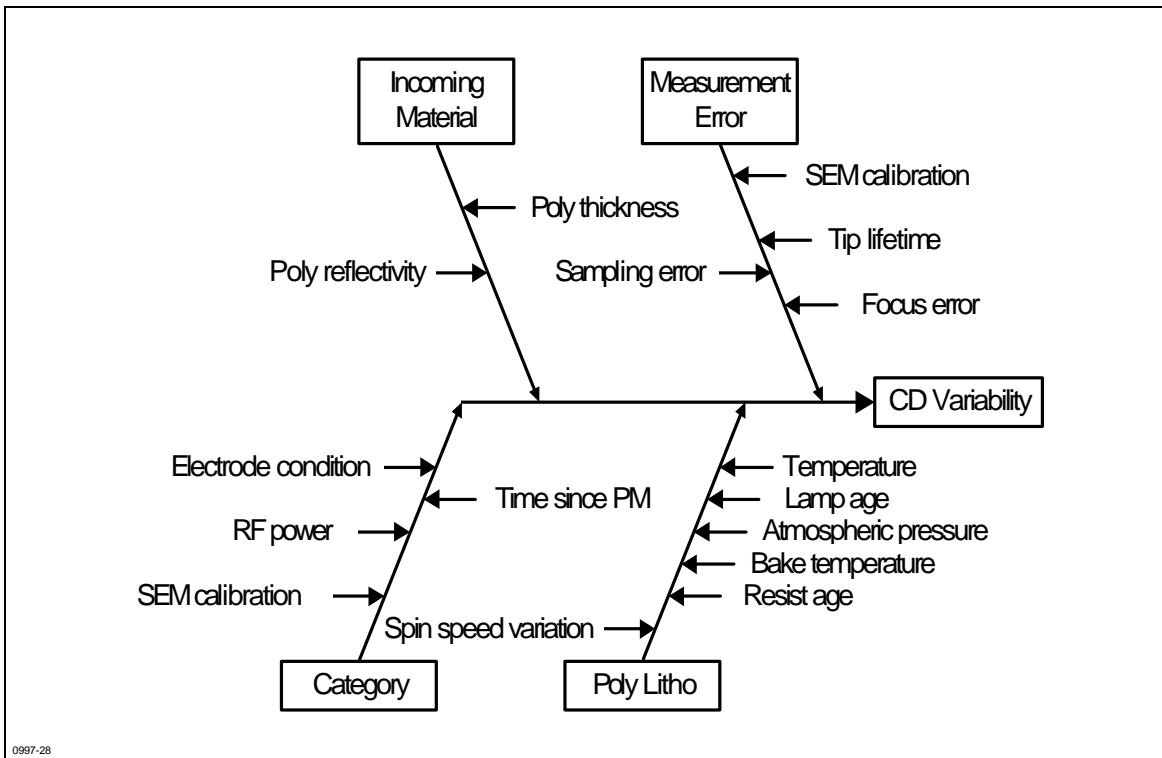 Incoming
Material
Measurement
Error
SEM calibration
Poly thickness
Tip lifetime
Poly reflectivity
Sampling error
Focus error
CD Variability
Electrode condition
Temperature
Time since PM
Lamp age
RF power
Atmospheric pressure
Bake temperature
SEM calibration
Resist age
Spin speed variation
Category
Poly Litho
0997-28